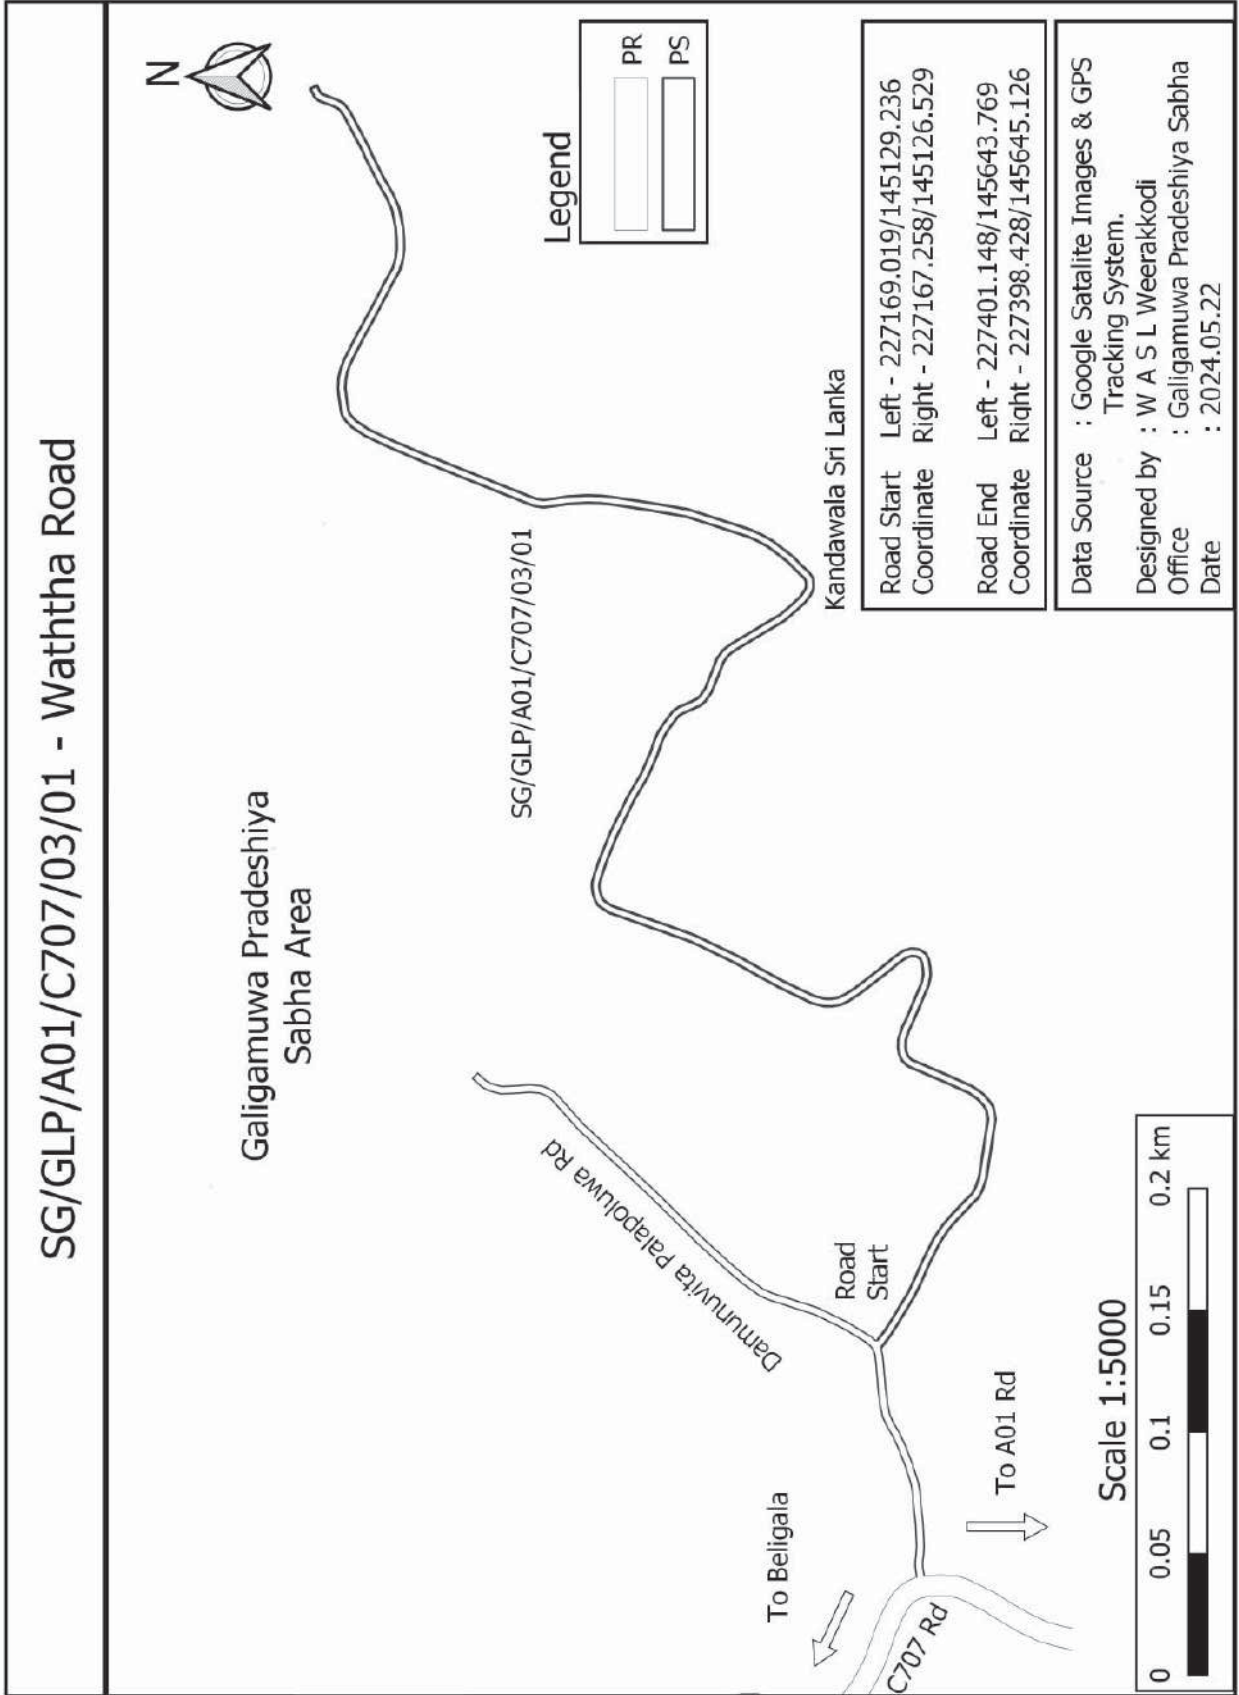 SG/GLP/A01/C707/03/01 - Waththa Road
N
Galigamuwa Pradeshiya
Sabha Area
Legend
PR
PS
SG/GLP/A01/C707/03/01
Damunuvita Palapoluwa Rd
Road
Start
To Beligala
To A01 Rd
C707 Rd
Kandawala Sri Lanka
Road Start Left - 227169.019/145129.236
Coordinate Right - 227167.258/145126.529
Road End Left - 227401.148/145643.769
Coordinate Right - 227398.428/145645.126
Data Source : Google Satalite Images & GPS
Tracking System.
Designed by : W A S L Weerakkodi
Office : Galigamuwa Pradeshiya Sabha
Date : 2024.05.22
Scale 1:5000
0 0.05 0.1 0.15 0.2 km